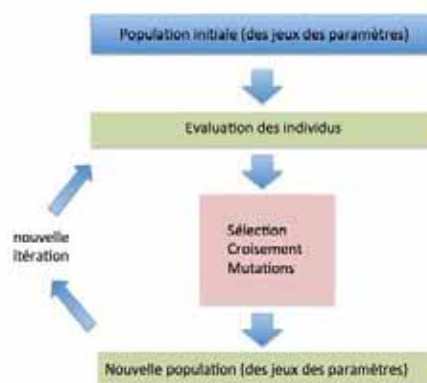 Population initiale (des jeux des paramètres)
Evaluation des individus
Sélection
Croisement
Mutations
nouvelle
itération
Nouvelle population (des jeux des paramètres)